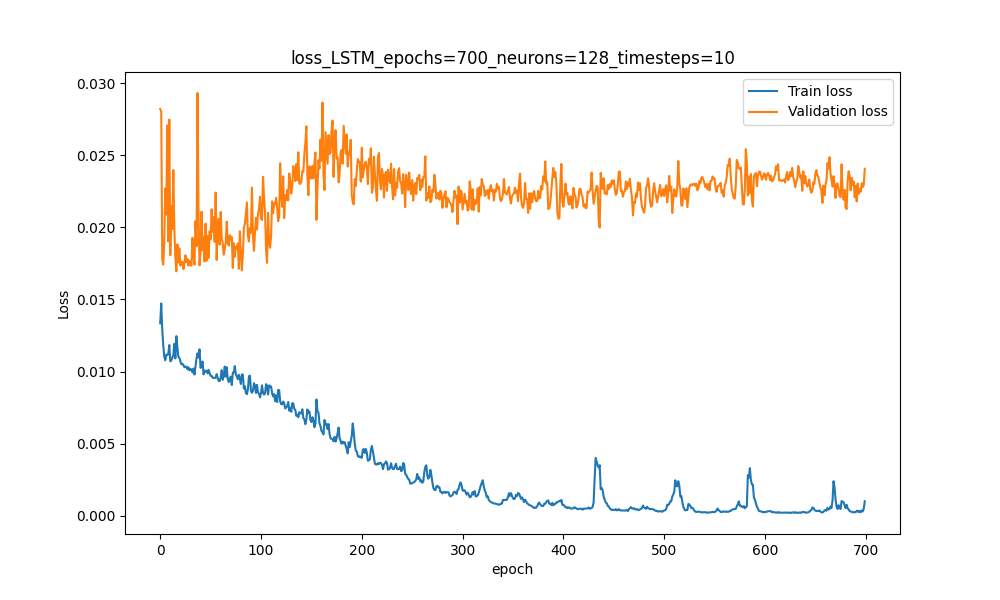 loss_LSTM_epochs=700_neurons=128_timesteps=10
Train loss
Validation loss
0.030
0.025
0.020
0.015
0.010
0.005
0.000
Loss
0 100 200 300 400 500 600 700
epoch